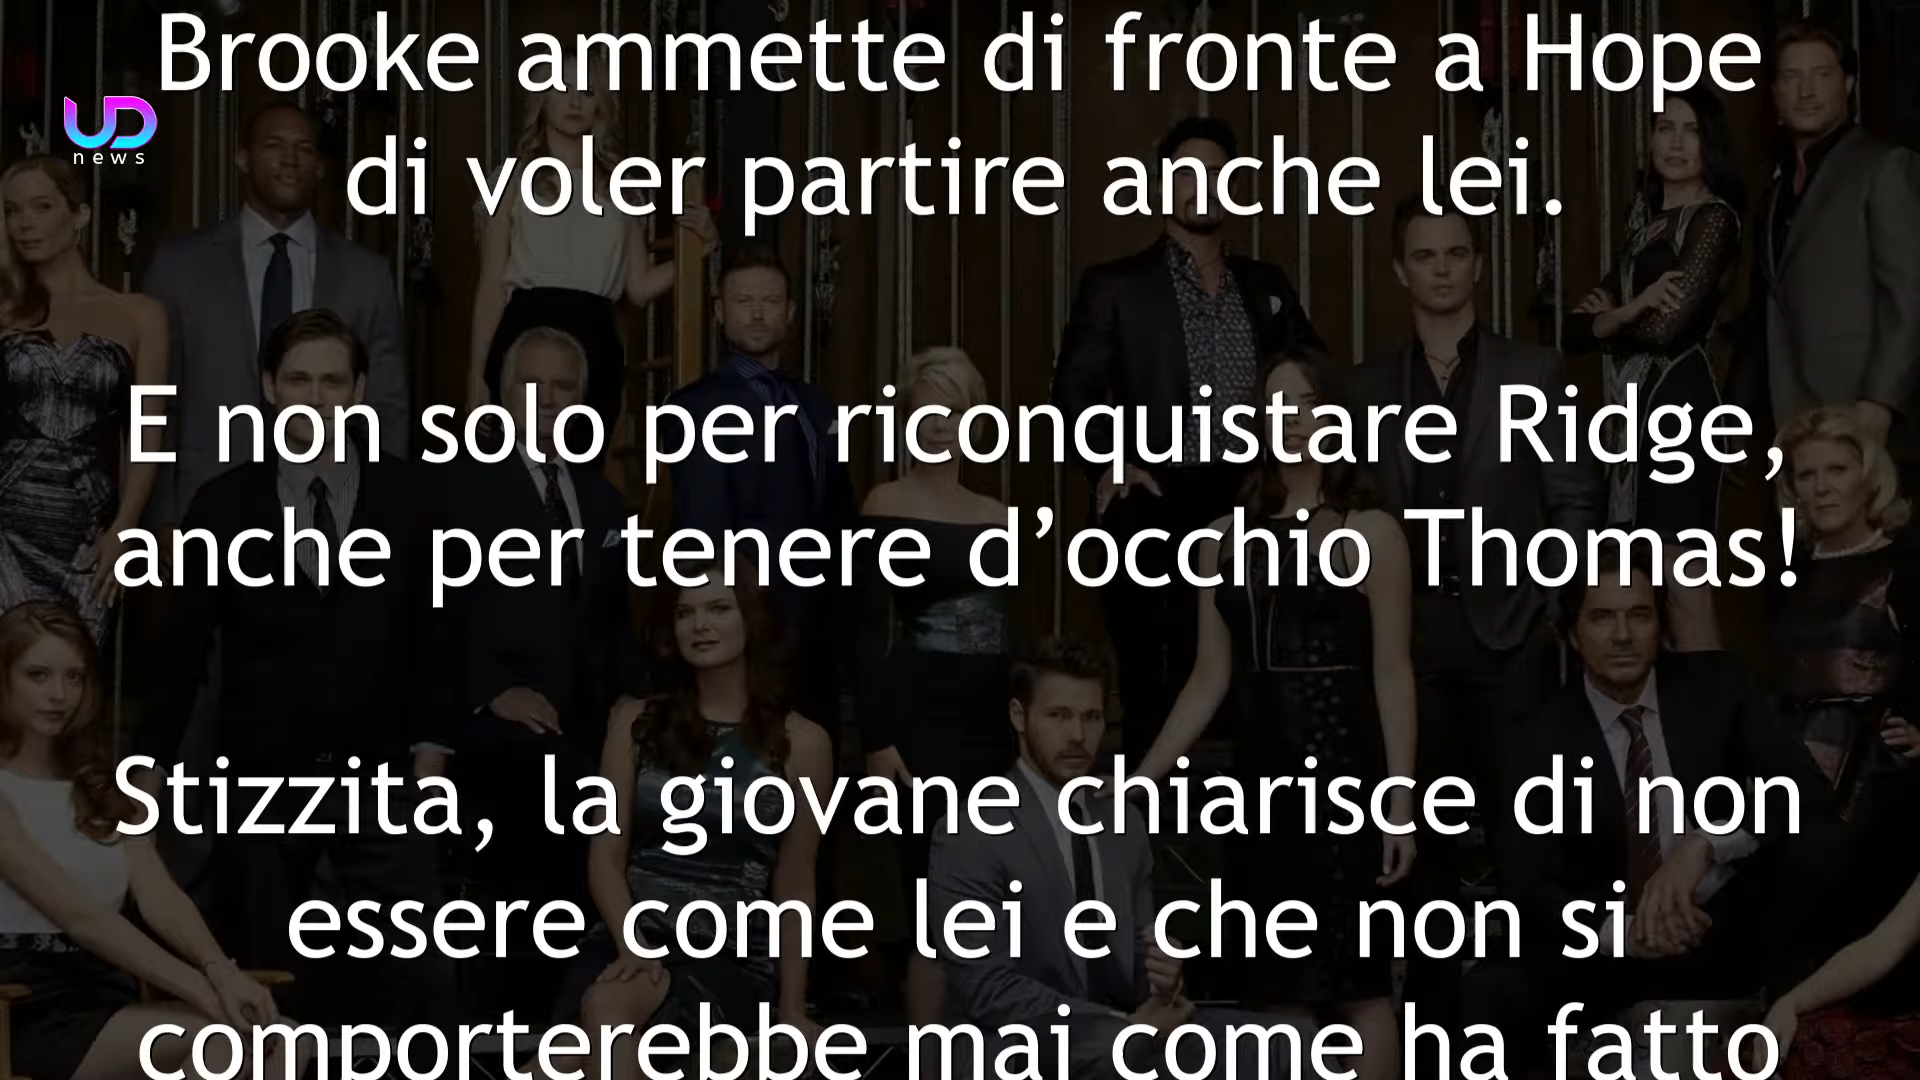 Brooke ammette di fronte a Hope
UD
news
di voler partire anche lei.
E non solo per riconquistare Ridge,
anche per tenere d’occhio Thomas!
Stizzita, la giovane chiarisce di non
essere come lei e che non si
comporterebbe mai come ha fatto